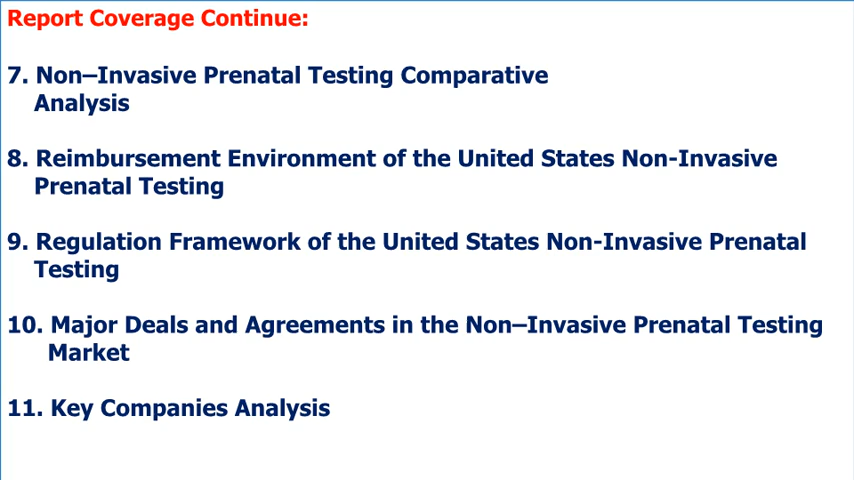 Report Coverage Continue:
7. Non–Invasive Prenatal Testing Comparative
Analysis
8. Reimbursement Environment of the United States Non-Invasive
Prenatal Testing
9. Regulation Framework of the United States Non-Invasive Prenatal
Testing
10. Major Deals and Agreements in the Non–Invasive Prenatal Testing
Market
11. Key Companies Analysis